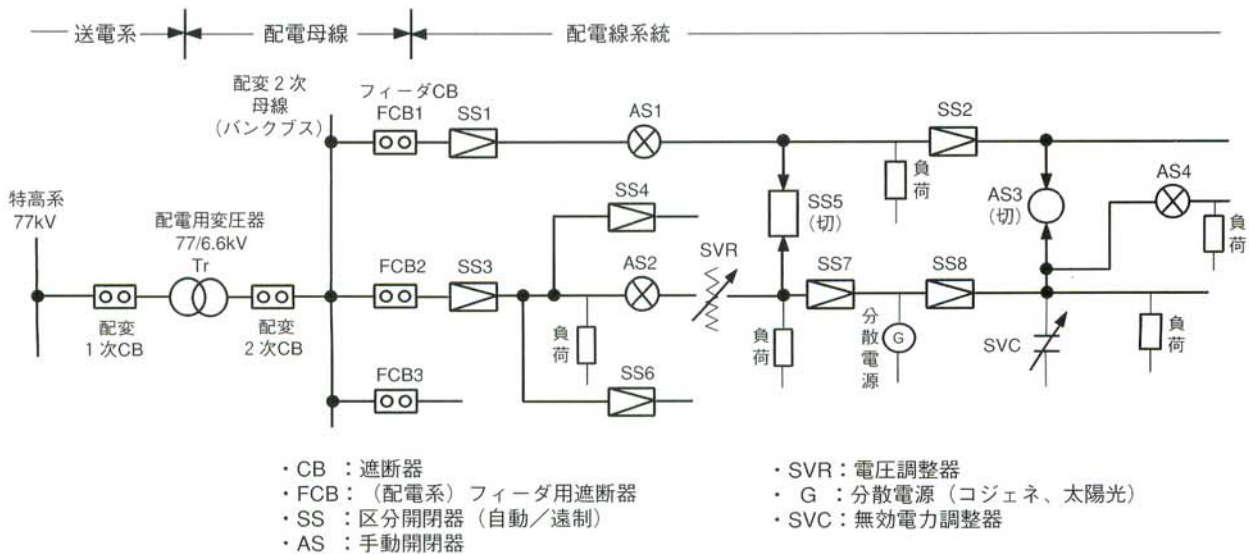 送電系
配電母線
配電線系統
配変2次
母線
(バンクブス)
フィーダCB
FCB1
SS1
AS1
SS2
負荷
SS4
SS5
(切)
AS3
(切)
AS4
負荷
特高系
77kV
配電用変圧器
77/6.6kV
Tr
FCB2
SS3
AS2
SVR
SS7
SS8
配変
1次CB
配変
2次CB
負荷
負荷
分散電源
G
SVC
負荷
FCB3
SS6
・CB :遮断器
・FCB: (配電系)フィーダ用遮断器
・SS :区分開閉器(自動/遠制)
・AS :手動開閉器
・SVR:電圧調整器
・ G :分散電源(コジェネ、太陽光)
・SVC:無効電力調整器